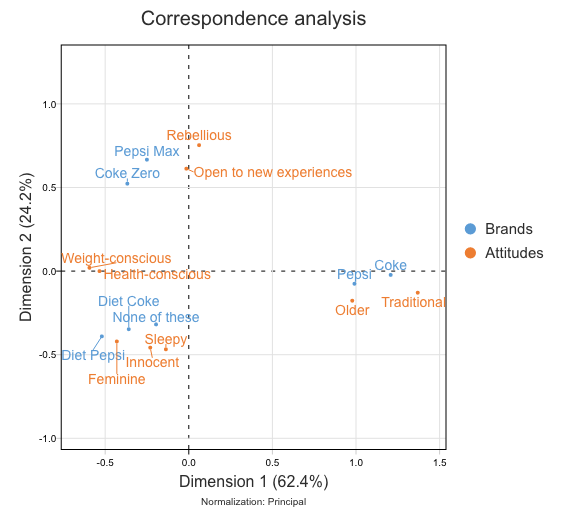 Correspondence analysis
Rebellious
Pepsi Max
Open to new experiences
Coke Zero
Weight-conscious
Health-conscious
Coke
Pepsi
Traditional
Older
Diet Coke
None of these
Sleepy
Diet Pepsi
Innocent
Feminine
1.0
0.5
0.0
-0.5
-1.0
-0.5
0.0
0.5
1.0
1.5
Dimension 2 (24.2%)
Dimension 1 (62.4%)
Normalization: Principal
Brands
Attitudes